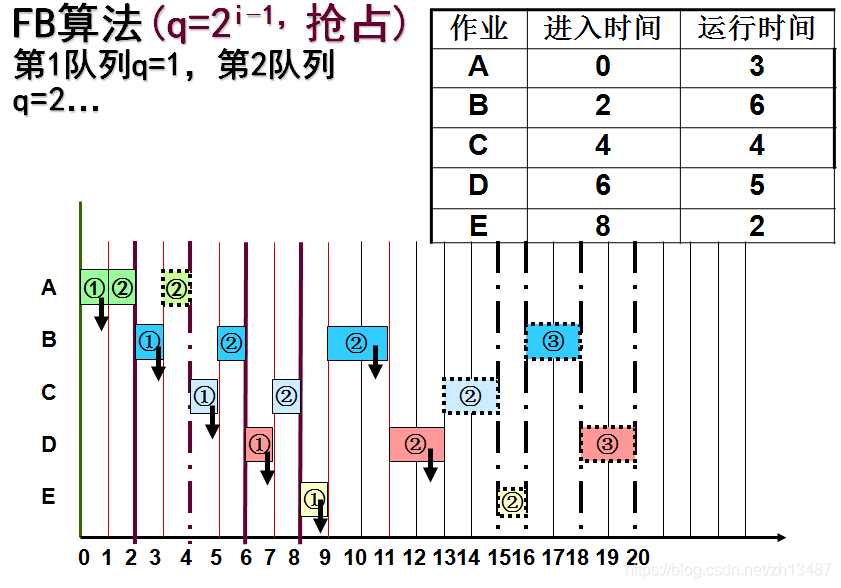 FB算法(q=2^{i-1}, 抢占)
第1队列q=1，第2队列
q=2...
作业 进入时间 运行时间
A 0 3
B 2 6
C 4 4
D 6 5
E 8 2
A ① ② ②
B ① ② ② ③
C ① ② ②
D ① ② ③
E ① ②
0 1 2 3 4 5 6 7 8 9 10 11 12 13 14 15 16 17 18 19 20
https://blog.csdn.net/zh13487